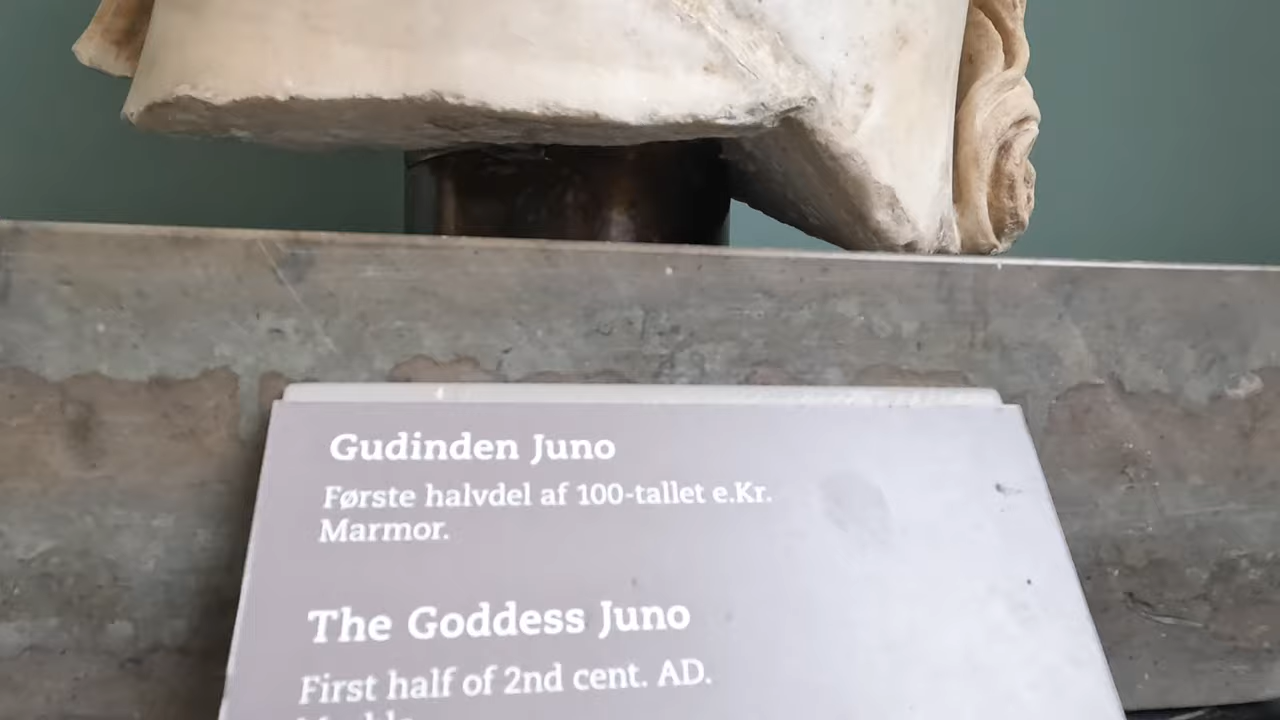 Gudinden Juno
Første halvdel af 100-tallet e.Kr.
Marmor.
The Goddess Juno
First half of 2nd cent. AD.